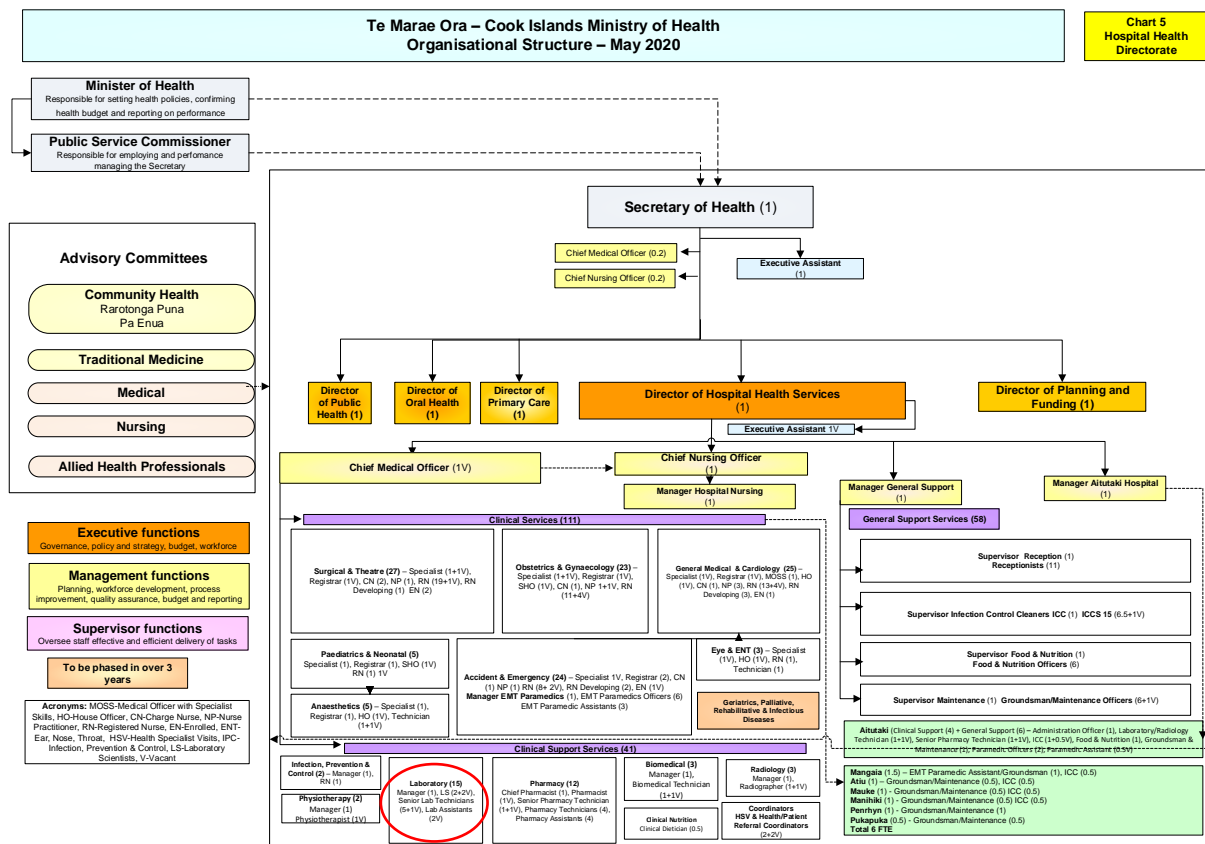 Te Marae Ora – Cook Islands Ministry of Health
Organisational Structure – May 2020
Chart 5
Hospital Health
Directorate
Minister of Health
Responsible for setting health policies, confirming
health budget and reporting on performance
Public Service Commissioner
Responsible for employing and perfomance
managing the Secretary
Secretary of Health (1)
Chief Medical Officer (0.2)
Chief Nursing Officer (0.2)
Executive Assistant
(1)
Advisory Committees
Community Health
Rarotonga Puna
Pa Enua
Traditional Medicine
Medical
Nursing
Allied Health Professionals
Director
of Public
Health (1)
Director of
Oral Health
(1)
Director of
Primary Care
(1)
Director of Hospital Health Services
(1)
Director of Planning and
Funding (1)
Executive Assistant 1V
Chief Medical Officer (1V)
Chief Nursing Officer
(1)
Manager Hospital Nursing
(1)
Manager General Support
(1)
Manager Aitutaki Hospital
(1)
Executive functions
Governance, policy and strategy, budget, workforce
Management functions
Planning, workforce development, process
improvement, quality assurance, budget and reporting
Supervisor functions
Oversee staff effective and efficient delivery of tasks
To be phased in over 3
years
Acronyms: MOSS-Medical Officer with Specialist
Skills, HO-House Officer, CN-Charge Nurse, NP-Nurse
Practitioner, RN-Registered Nurse, EN-Enrolled, ENT-
Ear, Nose, Throat, HSV-Health Specialist Visits, IPC-
Infection, Prevention & Control, LS-Laboratory
Scientists, V-Vacant
Clinical Services (111)
Surgical & Theatre (27) – Specialist (1+1V),
Registrar (1V), CN (2), NP (1), RN (19+1V), RN
Developing (1) EN (2)
Obstetrics & Gynaecology (23) –
Specialist (1+1V), Registrar (1V),
SHO (1V), CN (1), NP 1+1V, RN
(11+4V)
General Medical & Cardiology (25) –
Specialist (1V), Registrar (1V), MOSS (1), HO
(1V), CN (1), NP (3), RN (13+4V), RN
Developing (3), EN (1)
Paediatrics & Neonatal (5)
Specialist (1), Registrar (1), SHO (1V)
RN (1) 1V
Anaesthetics (5) – Specialist (1),
Registrar (1), HO (1V), Technician
(1+1V)
Accident & Emergency (24) – Specialist 1V, Registrar (2), CN
(1) NP (1) RN (8+ 2V), RN Developing (2), EN (1V)
Manager EMT Paramedics (1), EMT Paramedics Officers (6)
EMT Paramedic Assistants (3)
Eye & ENT (3) – Specialist
(1V), HO (1V), RN (1),
Technician (1)
Geriatrics, Palliative,
Rehabilitative & Infectious
Diseases
Clinical Support Services (41)
Infection, Prevention &
Control (2) – Manager (1),
RN (1)
Physiotherapy (2)
Manager (1)
Physiotherapist (1V)
Laboratory (15)
Manager (1), LS (2+2V),
Senior Lab Technicians
(5+1V), Lab Assistants
(2V)
Pharmacy (12)
Chief Pharmacist (1), Pharmacist
(1V), Senior Pharmacy Technician
(1+1V), Pharmacy Technicians (4),
Pharmacy Assistants (4)
Biomedical (3)
Manager (1),
Biomedical Technician
(1+1V)
Clinical Nutrition
Clinical Dietician (0.5)
Radiology (3)
Manager (1),
Radiographer (1+1V)
Coordinators
HSV & Health/Patient
Referral Coordinators
(2+2V)
General Support Services (58)
Supervisor Reception (1)
Receptionists (11)
Supervisor Infection Control Cleaners ICC (1) ICCS 15 (6.5+1V)
Supervisor Food & Nutrition (1)
Food & Nutrition Officers (6)
Supervisor Maintenance (1) Groundsman/Maintenance Officers (6+1V)
Aitutaki (Clinical Support (4) + General Support (6) – Administration Officer (1), Laboratory/Radiology
Technician (1+1V), Senior Pharmacy Technician (1+1V), ICC (1+0.5V), Food & Nutrition (1), Groundsman &
Maintenance (1), Paramedic Officers (2), Paramedic Assistant (0.5V)
Mangaia (1.5) – EMT Paramedic Assistant/Groundsman (1), ICC (0.5)
Atiu (1) – Groundsman/Maintenance (0.5), ICC (0.5)
Mauke (1) - Groundsman/Maintenance (0.5) ICC (0.5)
Manihiki (1) - Groundsman/Maintenance (0.5) ICC (0.5)
Penrhyn (1) - Groundsman/Maintenance (1)
Pukapuka (0.5) - Groundsman/Maintenance (0.5)
Total 6 FTE